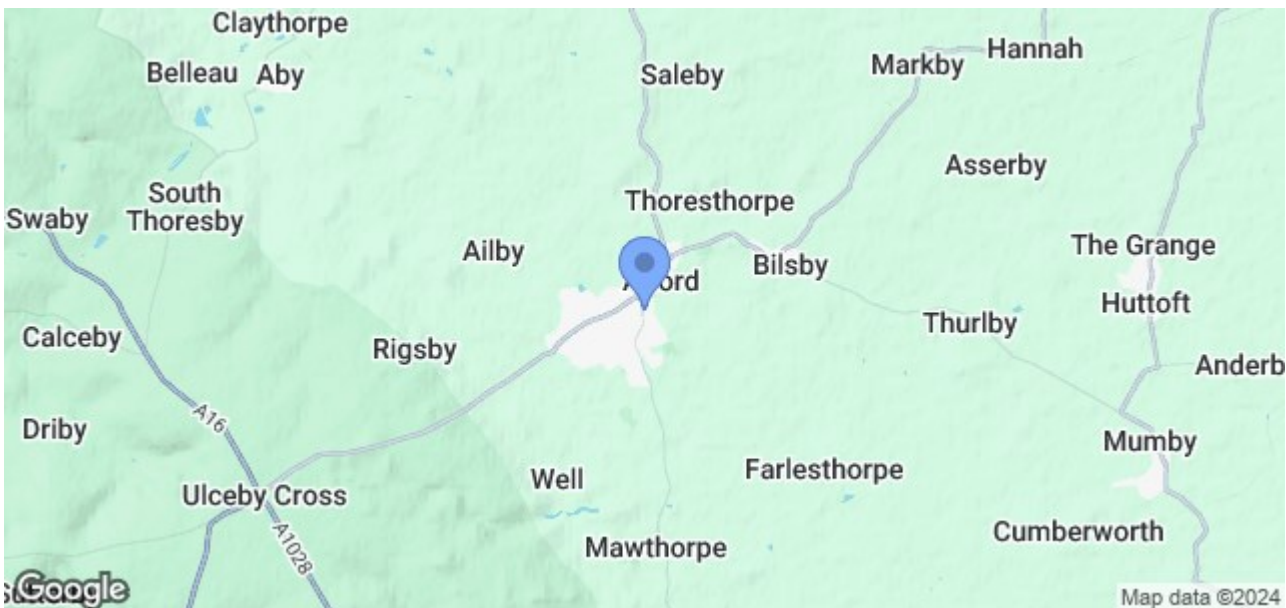 Claythorpe
Hannah
Markby
Belleau
Aby
Saleby
Asserby
South
Thoresby
Thoresthorpe
Swaby
Ailby
Bilsby
The Grange
Huttoft
Thurlby
Calceby
Rigsby
Anderb
A16
Driby
Mumby
Well
Farlesthorpe
Ulceby Cross
A1028
Cumberworth
Mawthorpe
Google
Map data ©2024